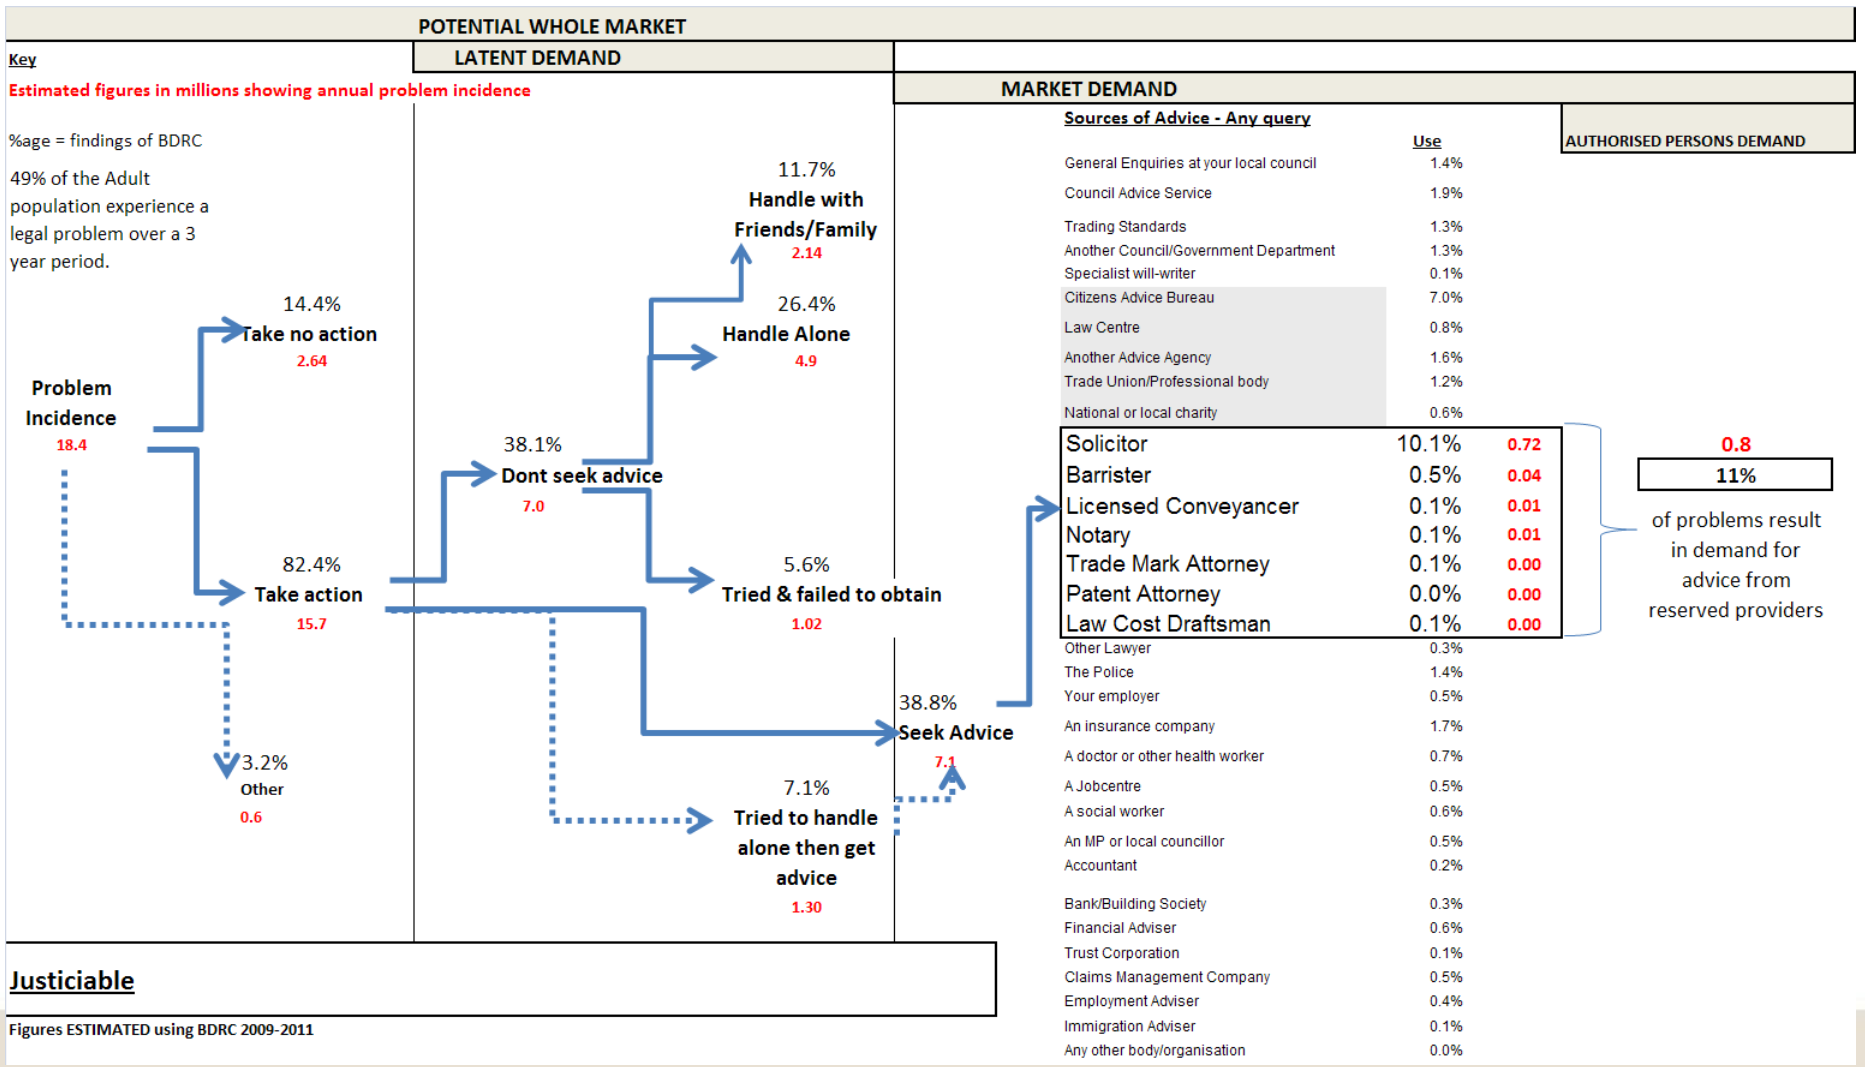 POTENTIAL WHOLE MARKET
LATENT DEMAND
Key
Estimated figures in millions showing annual problem incidence
MARKET DEMAND
%age = findings of BDRC
49% of the Adult
population experience a
legal problem over a 3
year period.
Problem
Incidence
18.4
14.4%
Take no action
2.64
82.4%
Take action
15.7
3.2%
Other
0.6
38.1%
Dont seek advice
7.0
11.7%
Handle with
Friends/Family
2.14
26.4%
Handle Alone
4.9
5.6%
Tried & failed to obtain
1.02
7.1%
Tried to handle
alone then get
advice
1.30
38.8%
Seek Advice
7.1
Sources of Advice - Any query
Use
General Enquiries at your local council 1.4%
Council Advice Service 1.9%
Trading Standards 1.3%
Another Council/Government Department 1.3%
Specialist will-writer 0.1%
Citizens Advice Bureau 7.0%
Law Centre 0.8%
Another Advice Agency 1.6%
Trade Union/Professional body 1.2%
National or local charity 0.6%
Solicitor 10.1% 0.72
Barrister 0.5% 0.04
Licensed Conveyancer 0.1% 0.01
Notary 0.1% 0.01
Trade Mark Attorney 0.1% 0.00
Patent Attorney 0.0% 0.00
Law Cost Draftsman 0.1% 0.00
Other Lawyer 0.3%
The Police 1.4%
Your employer 0.5%
An insurance company 1.7%
A doctor or other health worker 0.7%
A Jobcentre 0.5%
A social worker 0.6%
An MP or local councillor 0.5%
Accountant 0.2%
Bank/Building Society 0.3%
Financial Adviser 0.6%
Trust Corporation 0.1%
Claims Management Company 0.5%
Employment Adviser 0.4%
Immigration Adviser 0.1%
Any other body/organisation 0.0%
AUTHORISED PERSONS DEMAND
0.8
11%
of problems result
in demand for
advice from
reserved providers
Justiciable
Figures ESTIMATED using BDRC 2009-2011